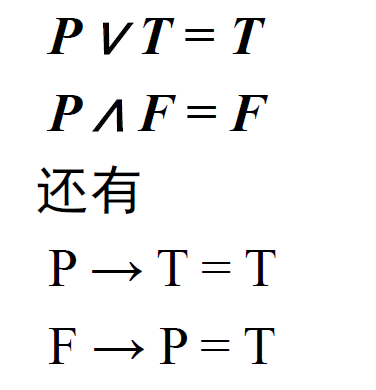 P ∨ T = T
P ∧ F = F
还有
P → T = T
F → P = T